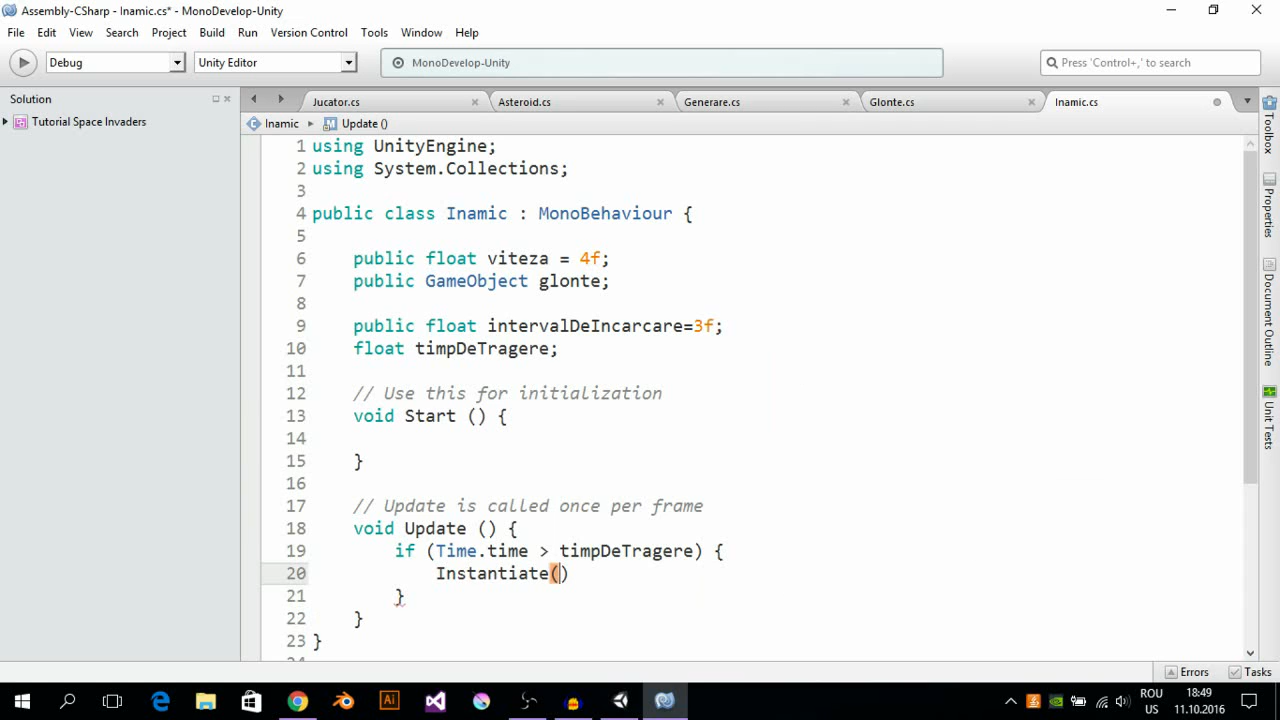 Assembly-CSharp - Inamic.cs* - MonoDevelop-Unity
File Edit View Search Project Build Run Version Control Tools Window Help
Debug Unity Editor MonoDevelop-Unity Press 'Control+,' to search
Solution
Tutorial Space Invaders
Jucator.cs Asteroid.cs Generare.cs Glonte.cs Inamic.cs
Inamic Update ()
1 using UnityEngine;
2 using System.Collections;
3
4 public class Inamic : MonoBehaviour {
5
6 public float viteza = 4f;
7 public GameObject glonte;
8
9 public float intervalDeIncarcare=3f;
10 float timpDeTragere;
11
12 // Use this for initialization
13 void Start () {
14
15 }
16
17 // Update is called once per frame
18 void Update () {
19 if (Time.time > timpDeTragere) {
20 Instantiate()
21 }
22 }
23 }
Toolbox
Properties
Document Outline
Unit Tests
Errors Tasks
Ai
ROU
US
18:49
11.10.2016